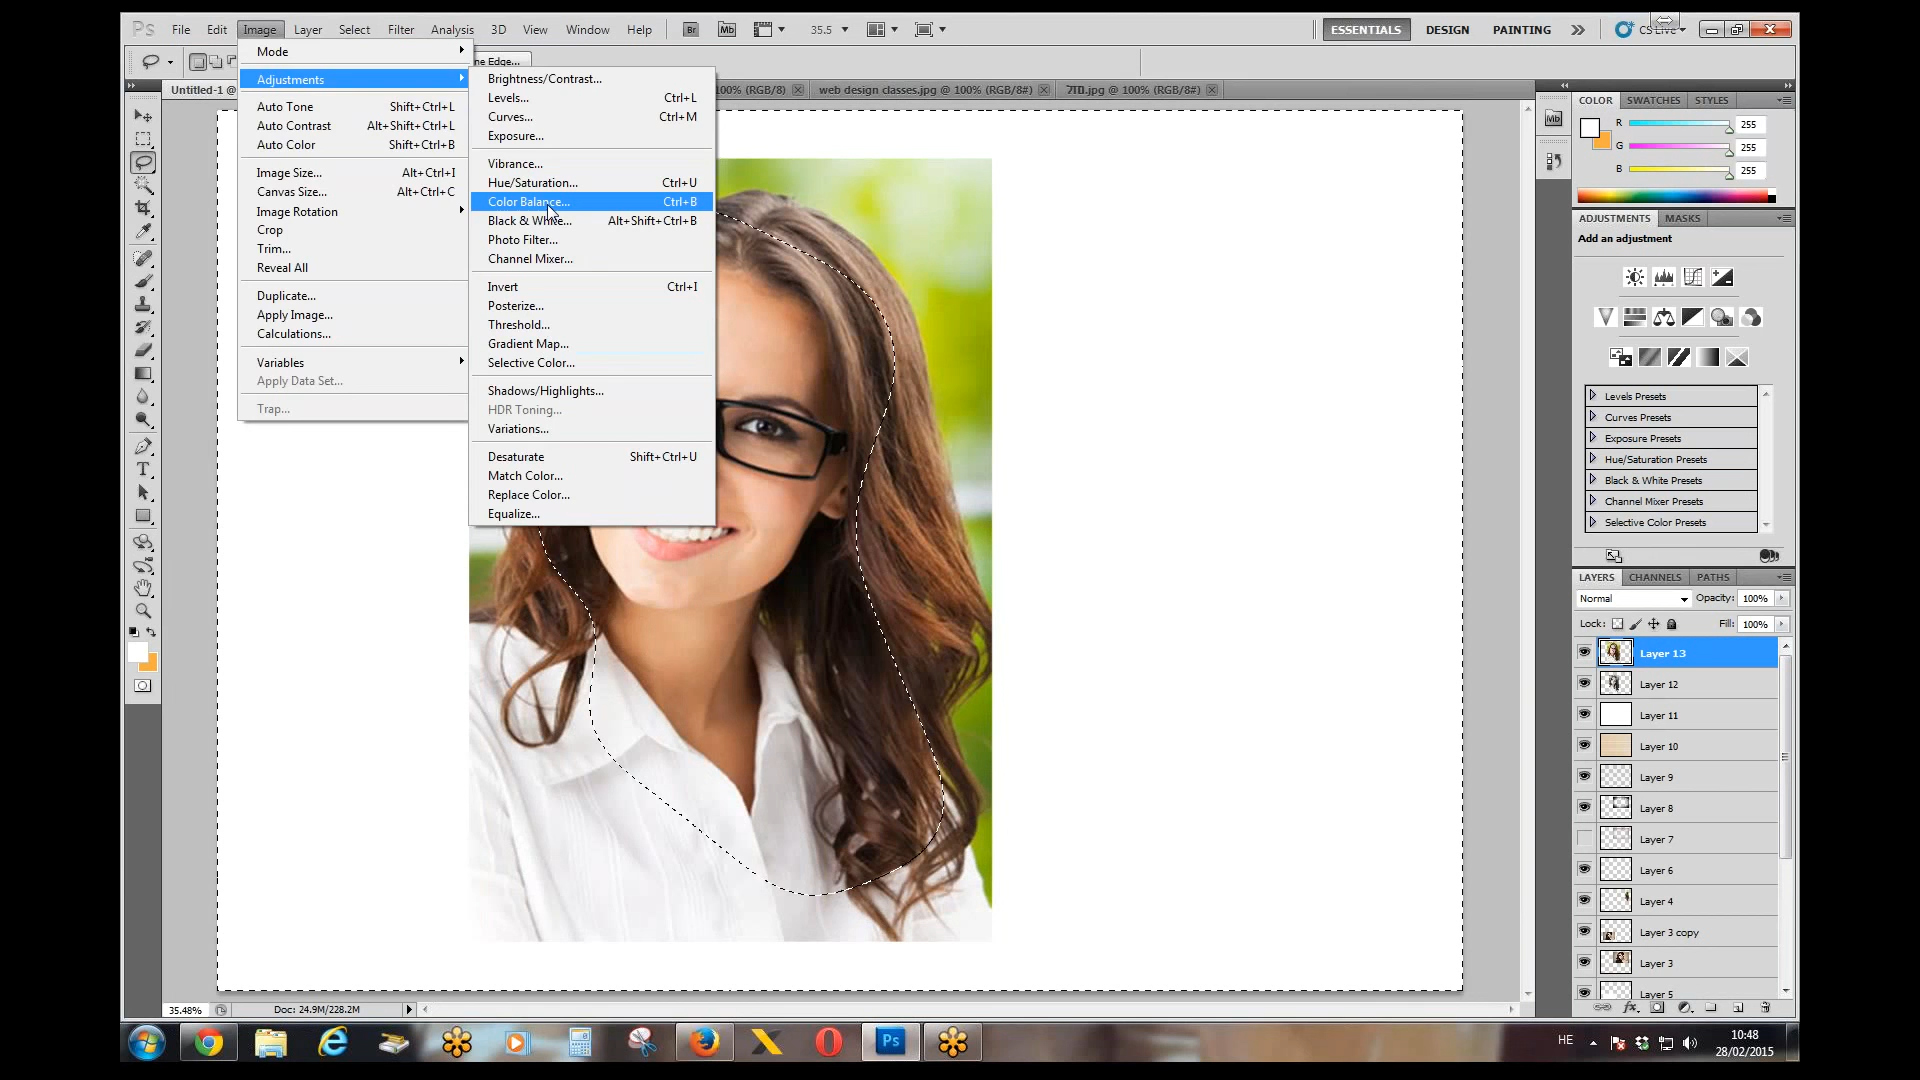 Ps File Edit Image Layer Select Filter Analysis 3D View Window Help Br Mb 35.5 ESSENTIALS DESIGN PAINTING CS Live
ne Edge...
Untitled-1 @ 100% (RGB/8) web design classes.jpg @ 100% (RGB/8#) @ 100% (RGB/8#)
Mode
Adjustments
Auto Tone Shift+Ctrl+L
Auto Contrast Alt+Shift+Ctrl+L
Auto Color Shift+Ctrl+B
Image Size... Alt+Ctrl+I
Canvas Size... Alt+Ctrl+C
Image Rotation
Crop
Trim...
Reveal All
Duplicate...
Apply Image...
Calculations...
Variables
Apply Data Set...
Trap...
Brightness/Contrast...
Levels... Ctrl+L
Curves... Ctrl+M
Exposure...
Vibrance...
Hue/Saturation... Ctrl+U
Color Balance... Ctrl+B
Black & White... Alt+Shift+Ctrl+B
Photo Filter...
Channel Mixer...
Invert Ctrl+I
Posterize...
Threshold...
Gradient Map...
Selective Color...
Shadows/Highlights...
HDR Toning...
Variations...
Desaturate Shift+Ctrl+U
Match Color...
Replace Color...
Equalize...
Mb
COLOR SWATCHES STYLES
R 255
G 255
B 255
ADJUSTMENTS MASKS
Add an adjustment
Levels Presets
Curves Presets
Exposure Presets
Hue/Saturation Presets
Black & White Presets
Channel Mixer Presets
Selective Color Presets
LAYERS CHANNELS PATHS
Normal Opacity: 100%
Lock: Fill: 100%
Layer 13
Layer 12
Layer 11
Layer 10
Layer 9
Layer 8
Layer 7
Layer 6
Layer 4
Layer 3 copy
Layer 3
Layer 5
35.48% Doc: 24.9M/228.2M
Ps
HE 10:48
28/02/2015